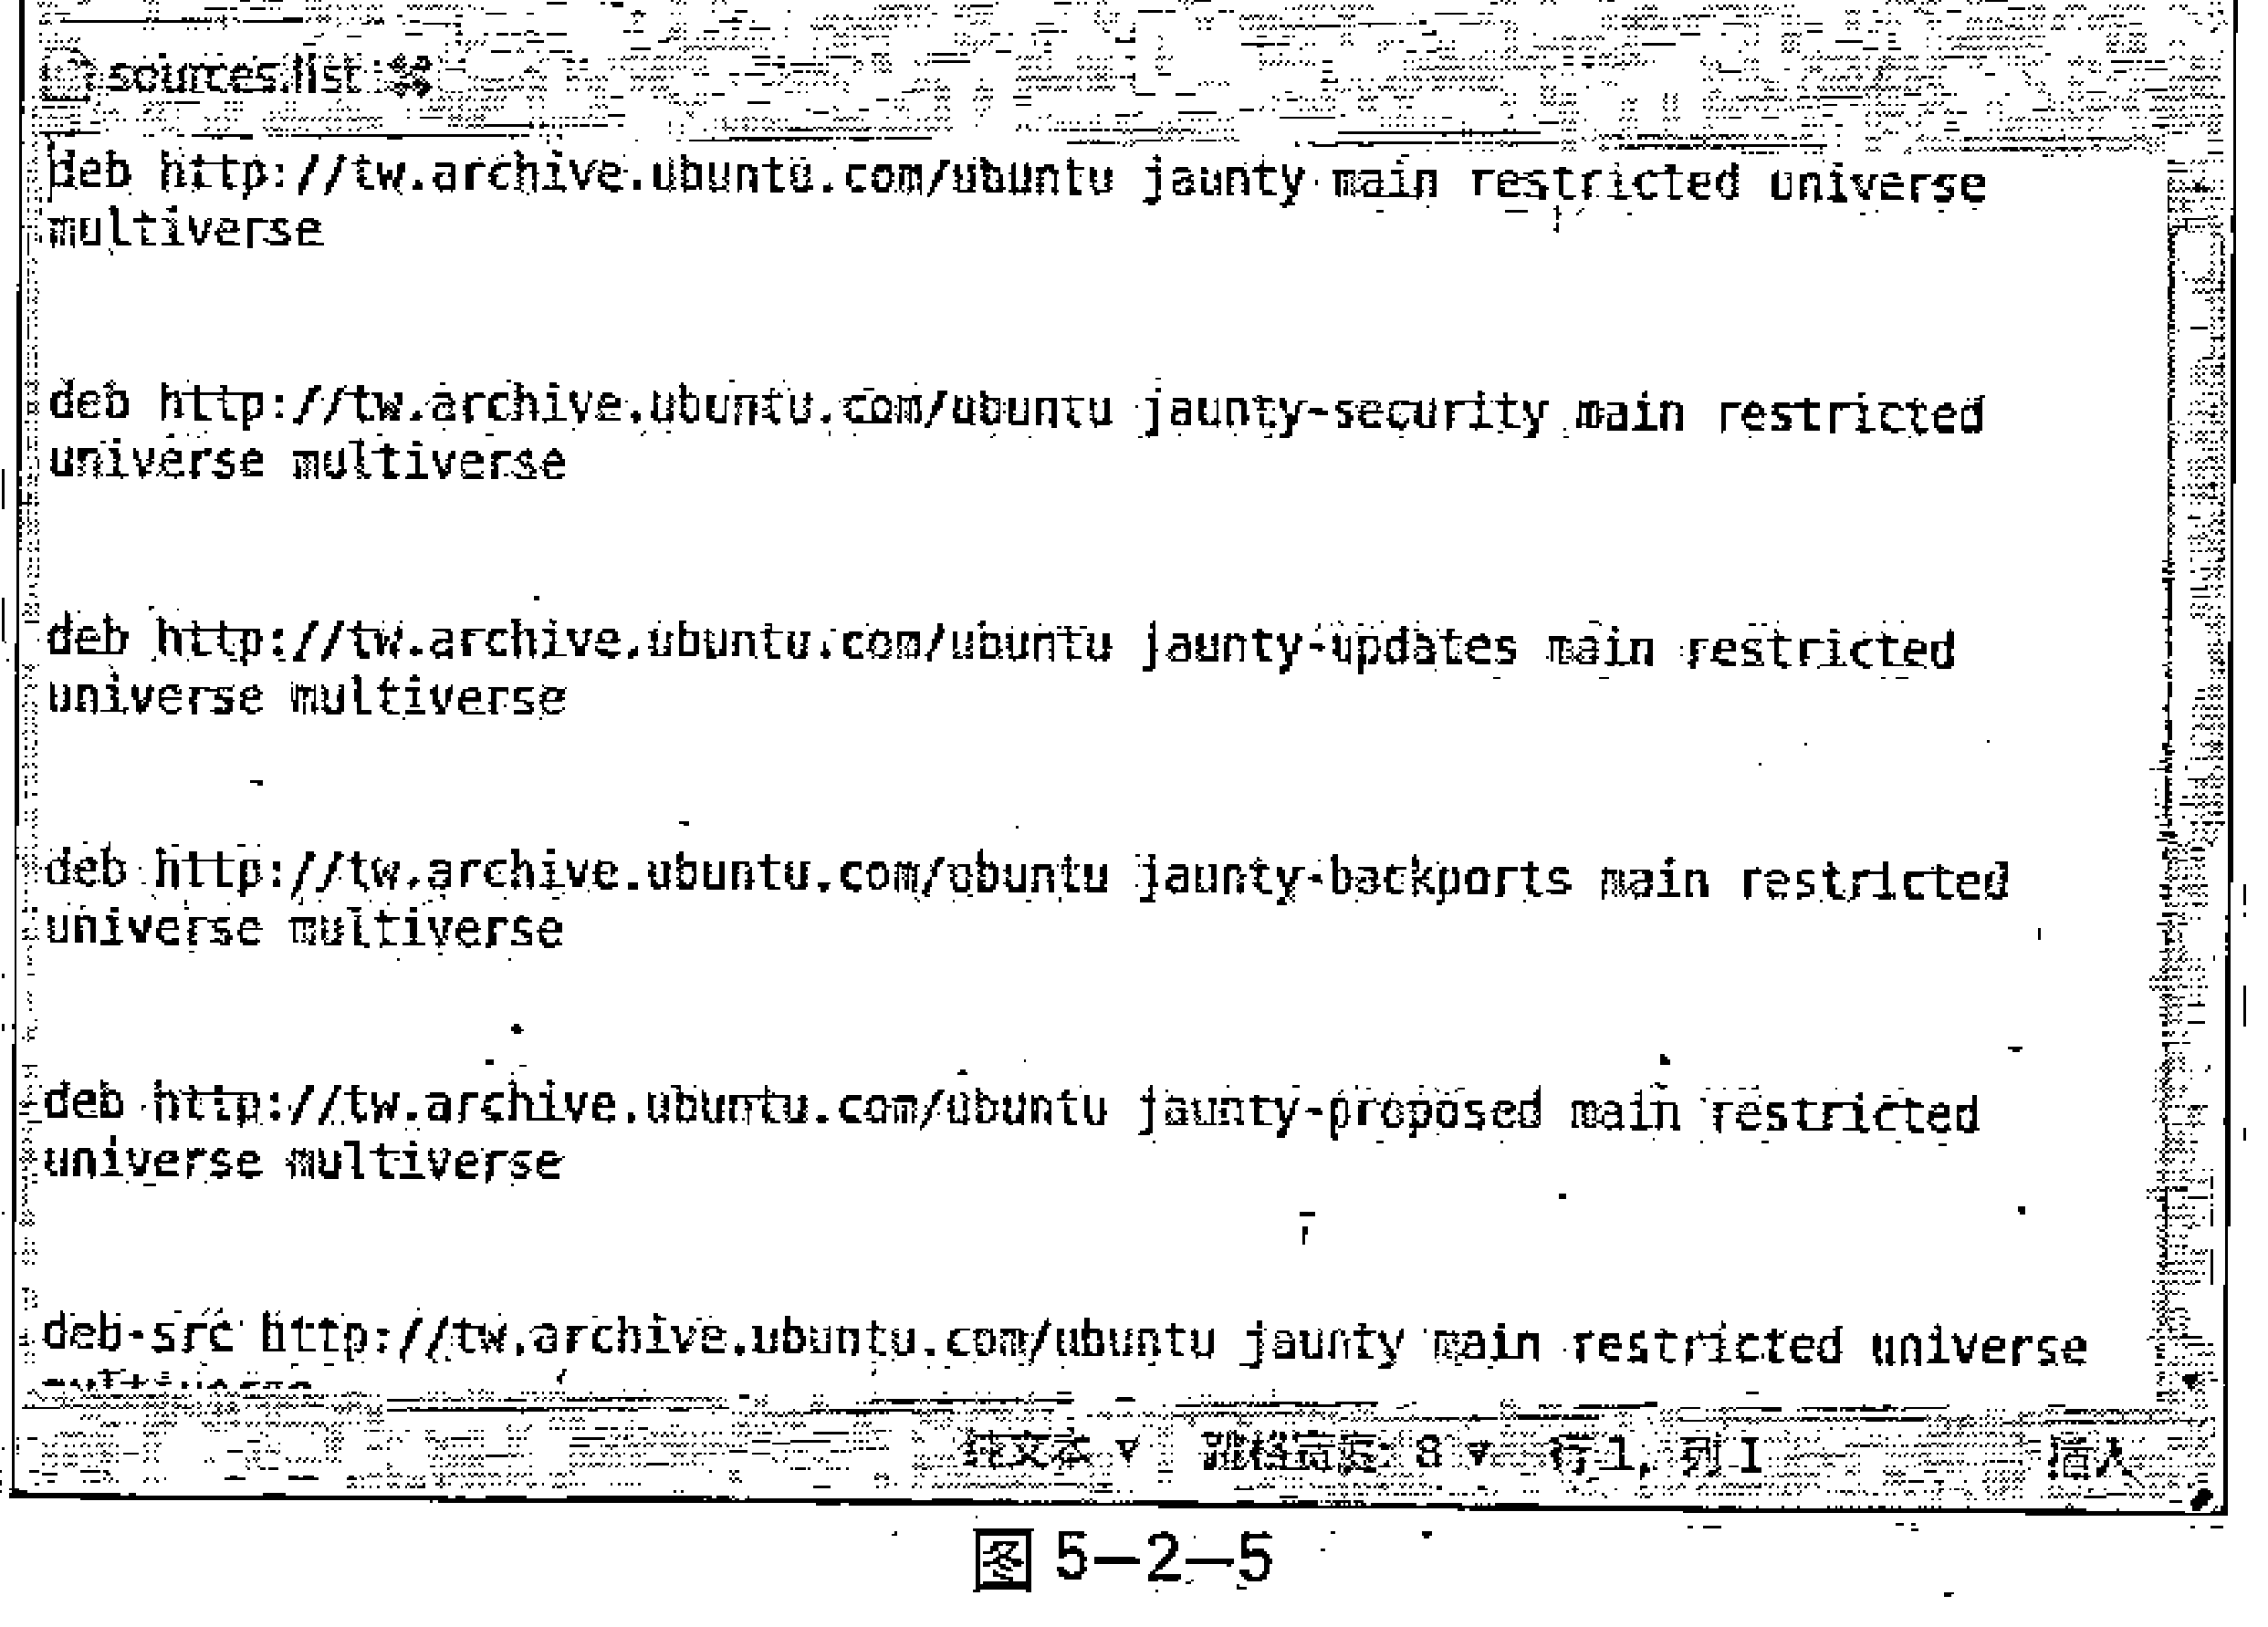 sources.list
deb http://tw.archive.ubuntu.com/ubuntu jaunty main restricted universe
multiverse
deb http://tw.archive.ubuntu.com/ubuntu jaunty-security main restricted
universe multiverse
deb http://tw.archive.ubuntu.com/ubuntu jaunty-updates main restricted
universe multiverse
deb http://tw.archive.ubuntu.com/ubuntu jaunty-backports main restricted
universe multiverse
deb http://tw.archive.ubuntu.com/ubuntu jaunty-proposed main restricted
universe multiverse
deb-src http://tw.archive.ubuntu.com/ubuntu jaunty main restricted universe
multiverse
纯文本 跳格宽度: 8 行 1, 列 1 插入
图 5-2-5